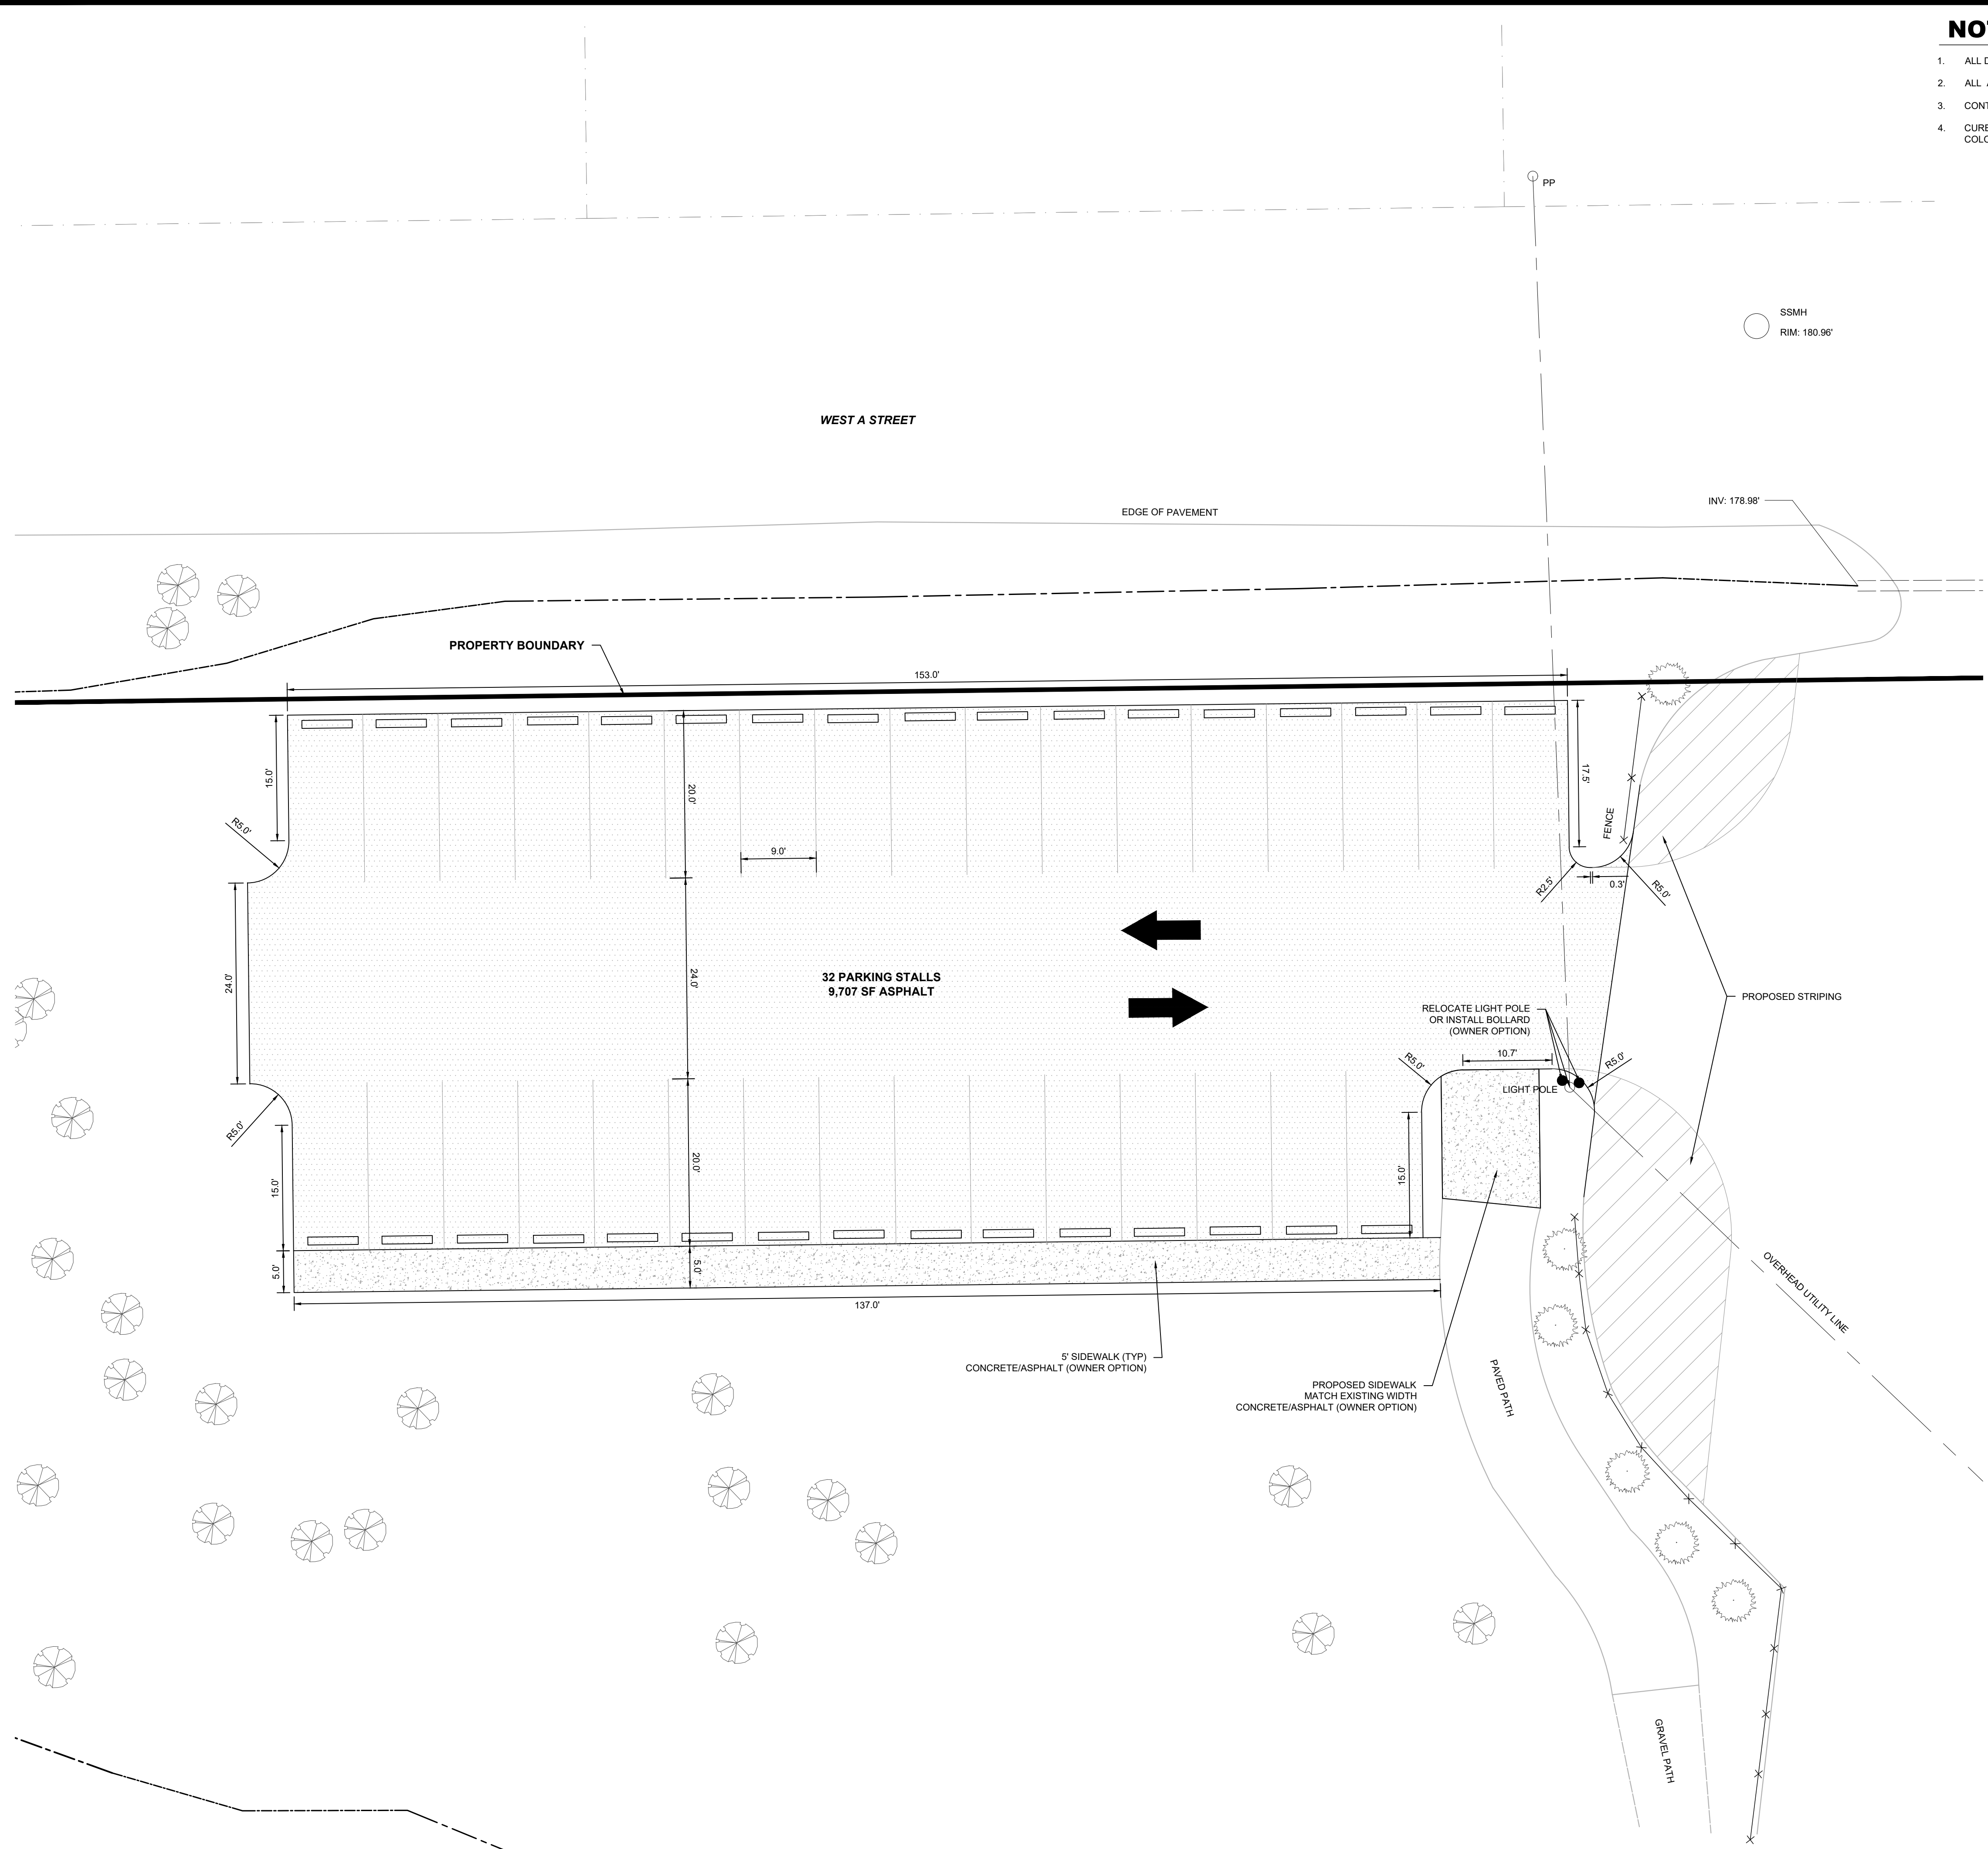 NO
1. ALL
2. ALL
3.
4.
PP
SSMH
RIM: 180.96'
WEST A STREET
INV: 178.98'
EDGE OF PAVEMENT
PROPERTY BOUNDARY
153.0'
15.0'
20.0'
17.5'
FENCE
R5.0'
9.0'
R2.5'
0.3'
R5.0'
24.0'
24.0'
32 PARKING STALLS
9,707 SF ASPHALT
PROPOSED STRIPING
RELOCATE LIGHT POLE
OR INSTALL BOLLARD
(OWNER OPTION)
R5.0'
10.7'
R5.0'
LIGHT POLE
R5.0'
15.0'
20.0'
15.0'
5.0'
5.0'
137.0'
OVERHEAD UTILITY LINE
5' SIDEWALK (TYP)
CONCRETE/ASPHALT (OWNER OPTION)
PROPOSED SIDEWALK
MATCH EXISTING WIDTH
CONCRETE/ASPHALT (OWNER OPTION)
PAVED PATH
GRAVEL PATH